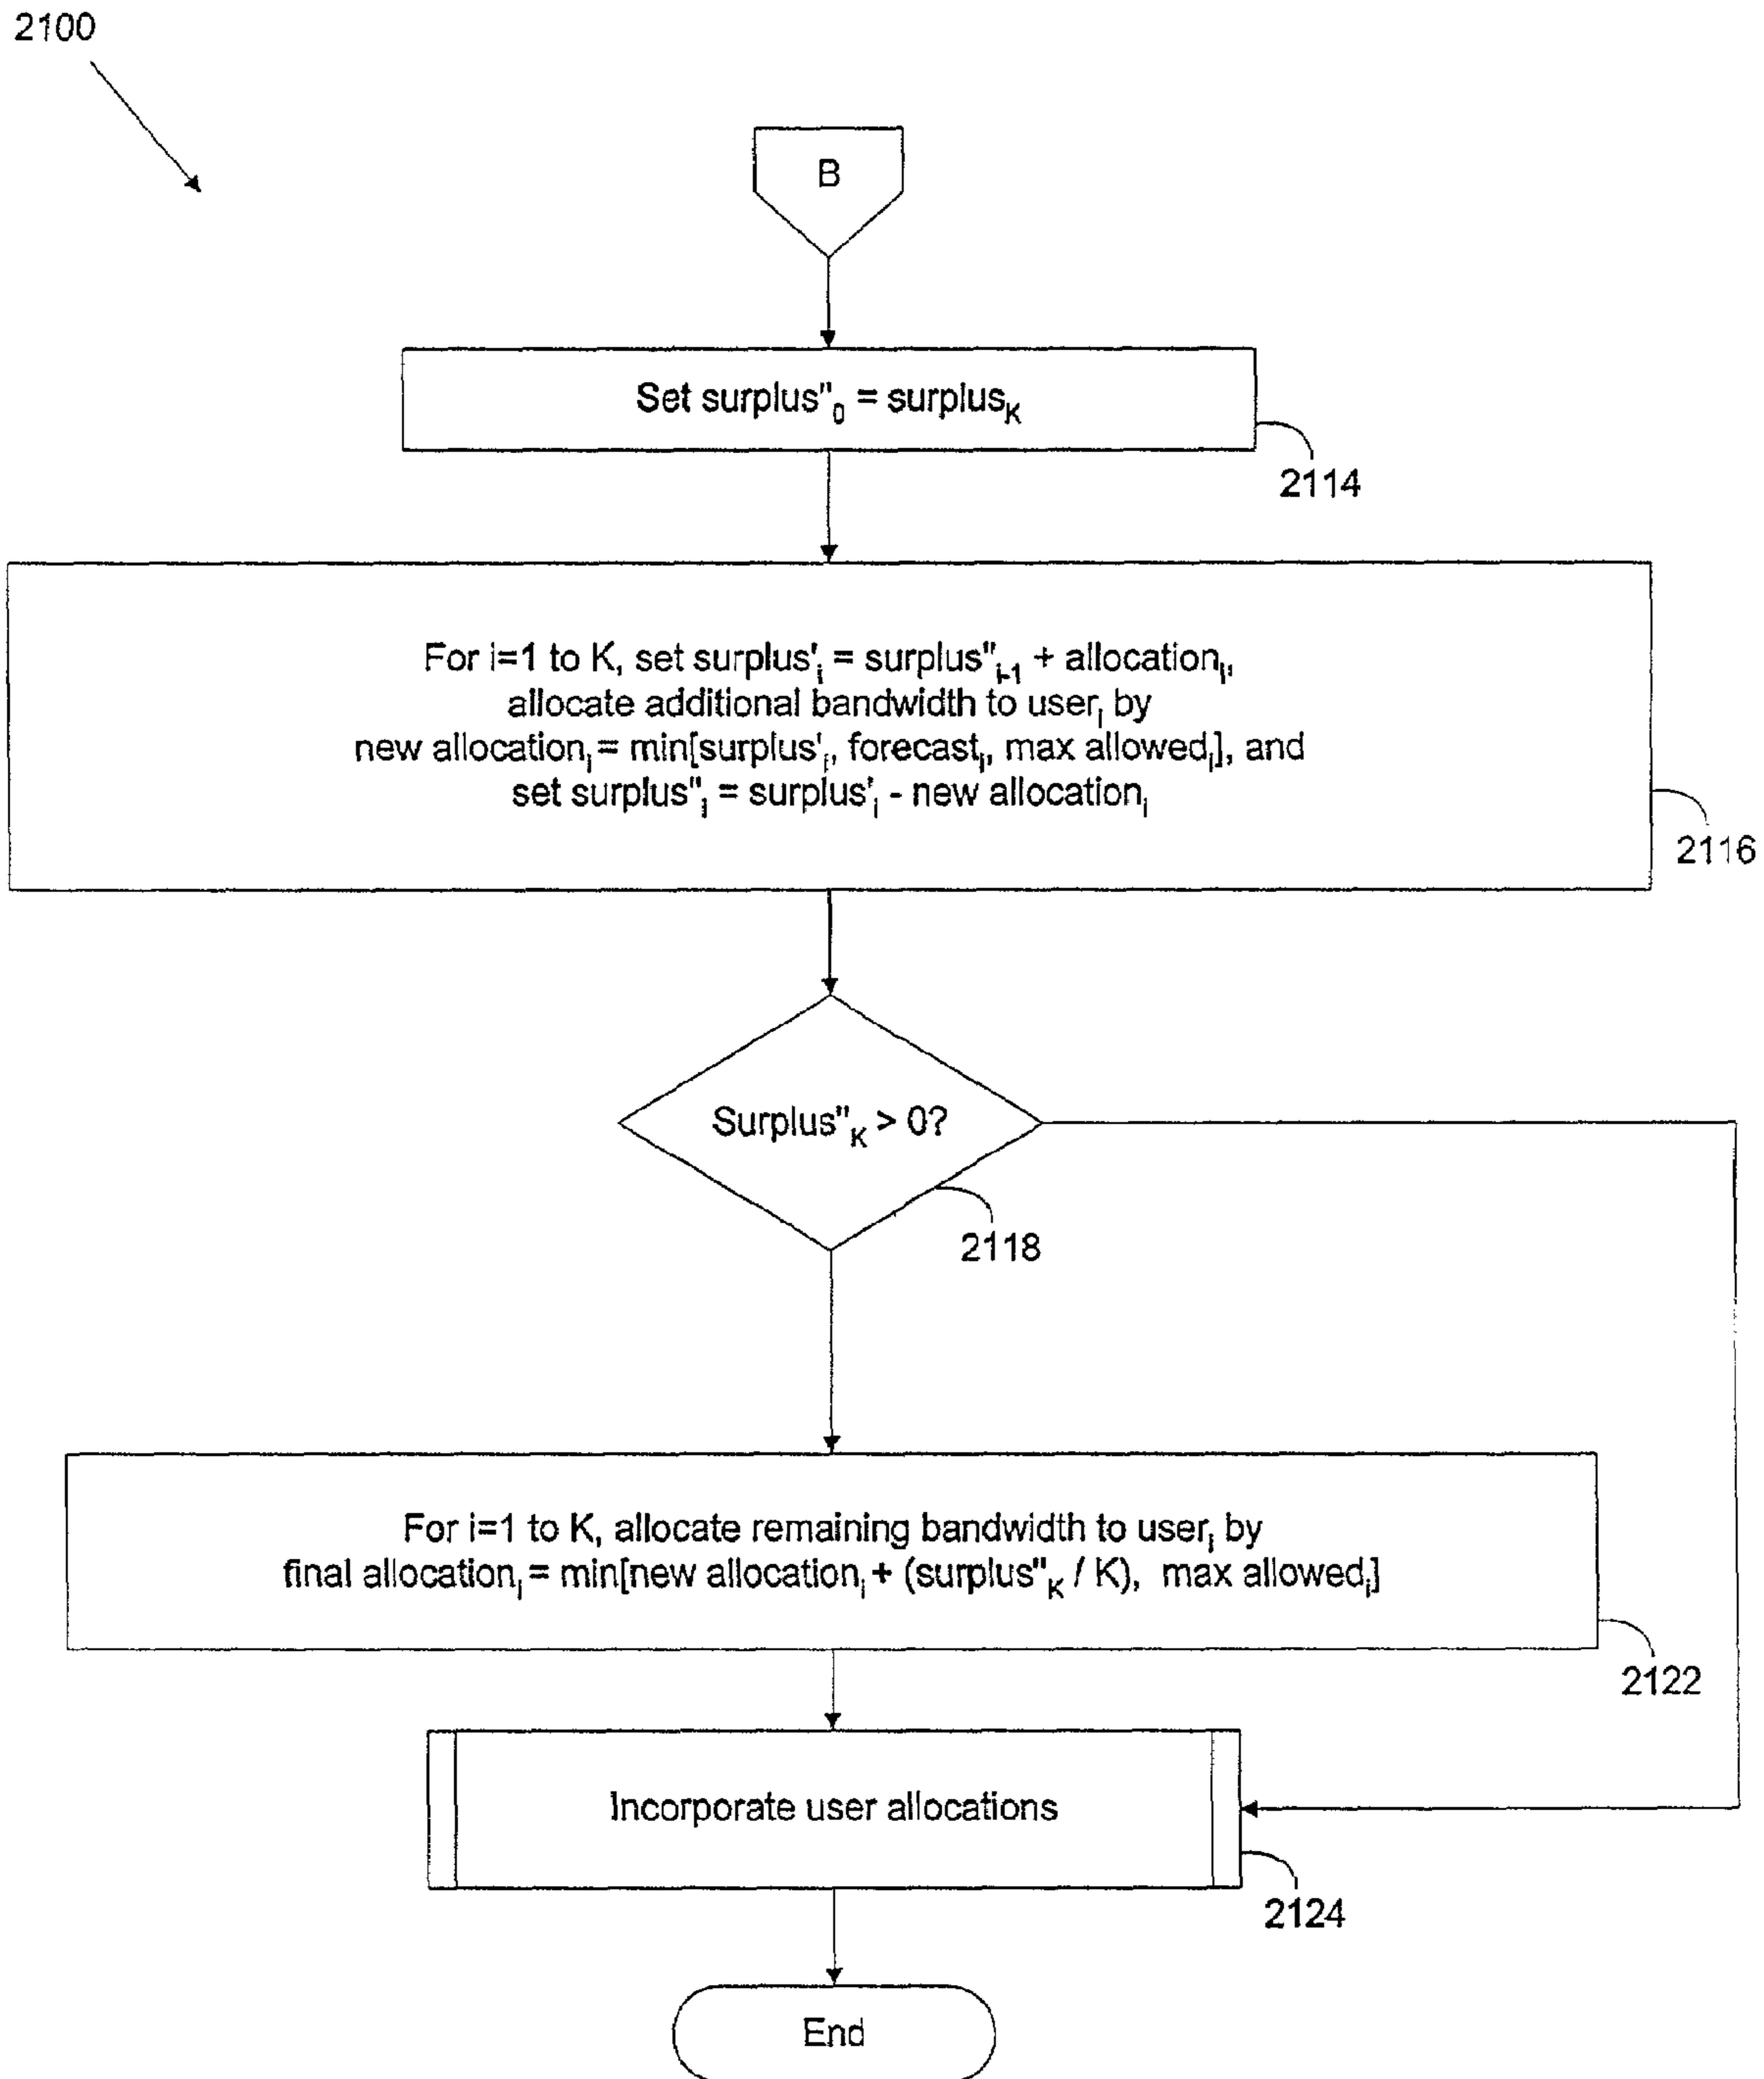 2100
B
Set surplus"₀ = surplus_K
2114
For i=1 to K, set surplus'ᵢ = surplus"ᵢ₋₁ + allocationᵢ,
allocate additional bandwidth to userᵢ by
new allocationᵢ = min[surplus'ᵢ, forecastᵢ, max allowedᵢ], and
set surplus"ᵢ = surplus'ᵢ - new allocationᵢ
2116
Surplus"_K > 0?
2118
For i=1 to K, allocate remaining bandwidth to userᵢ by
final allocationᵢ = min[new allocationᵢ + (surplus"_K / K), max allowedᵢ]
2122
Incorporate user allocations
2124
End